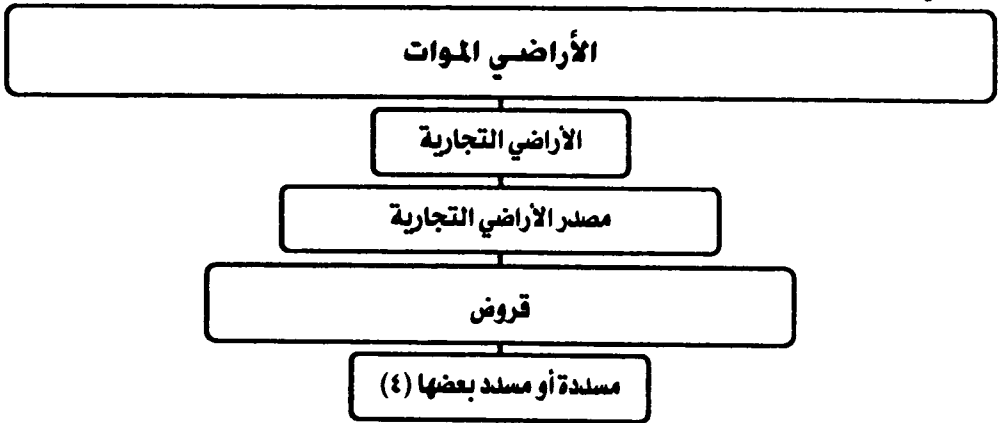 الأراضي الموات
الأراضي التجارية
مصدر الأراضي التجارية
قروض
مسددة أو مسدد بعضها (٤)